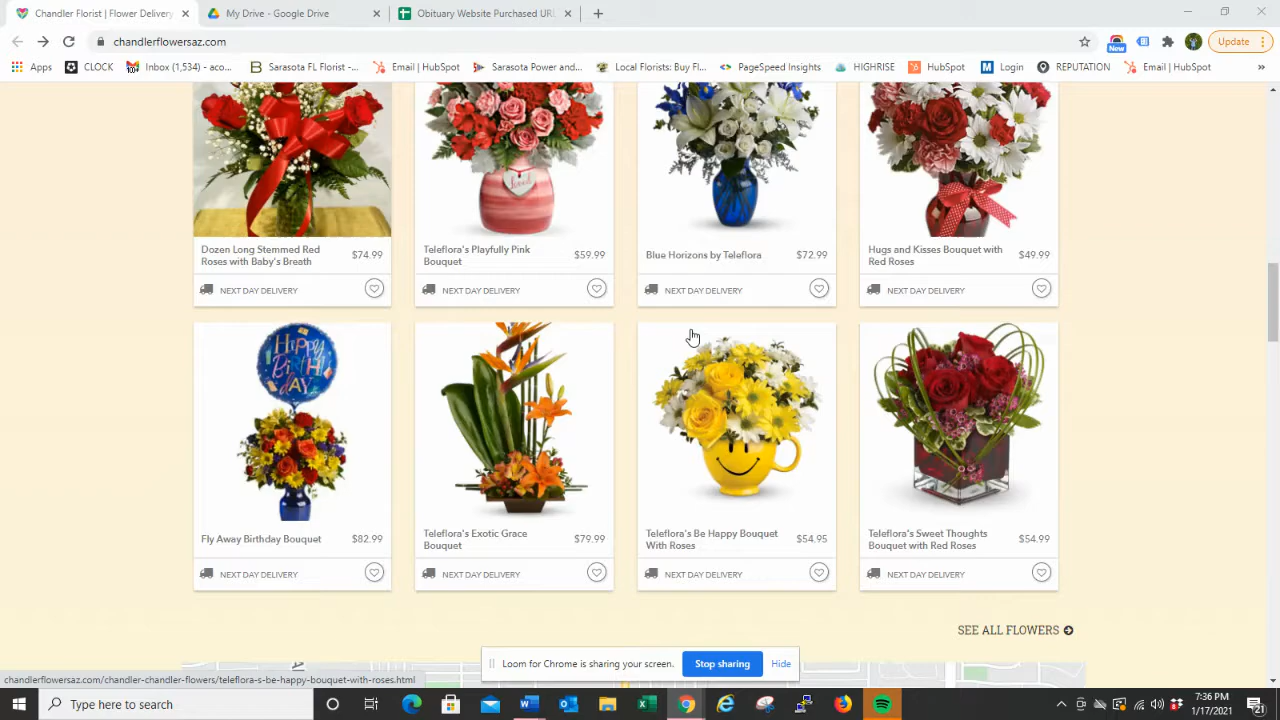 Chandler Florist | Flower Delivery
My Drive - Google Drive
Obituary Website Purchased URL
chandlerflowersaz.com
New
Update
Apps
CLOCK
Inbox (1,534) - aco...
Sarasota FL Florist -...
Email | HubSpot
Sarasota Power and...
Local Florists: Buy Fl...
PageSpeed Insights
HIGHRISE
HubSpot
Login
REPUTATION
Email | HubSpot
»
loved
Dozen Long Stemmed Red
Roses with Baby's Breath
$74.99
Teleflora's Playfully Pink
Bouquet
$59.99
Blue Horizons by Teleflora
$72.99
Hugs and Kisses Bouquet with
Red Roses
$49.99
NEXT DAY DELIVERY
NEXT DAY DELIVERY
NEXT DAY DELIVERY
NEXT DAY DELIVERY
HAPPY
BIRTH
DAY
Fly Away Birthday Bouquet
$82.99
Teleflora's Exotic Grace
Bouquet
$79.99
Teleflora's Be Happy Bouquet
With Roses
$54.95
Teleflora's Sweet Thoughts
Bouquet with Red Roses
$54.99
NEXT DAY DELIVERY
NEXT DAY DELIVERY
NEXT DAY DELIVERY
NEXT DAY DELIVERY
SEE ALL FLOWERS
Loom for Chrome is sharing your screen.
Stop sharing
Hide
chandlerflowersaz.com/chandler-chandler-flowers/teleflora-s-be-happy-bouquet-with-roses.html
Type here to search
7:36 PM
1/17/2021
21